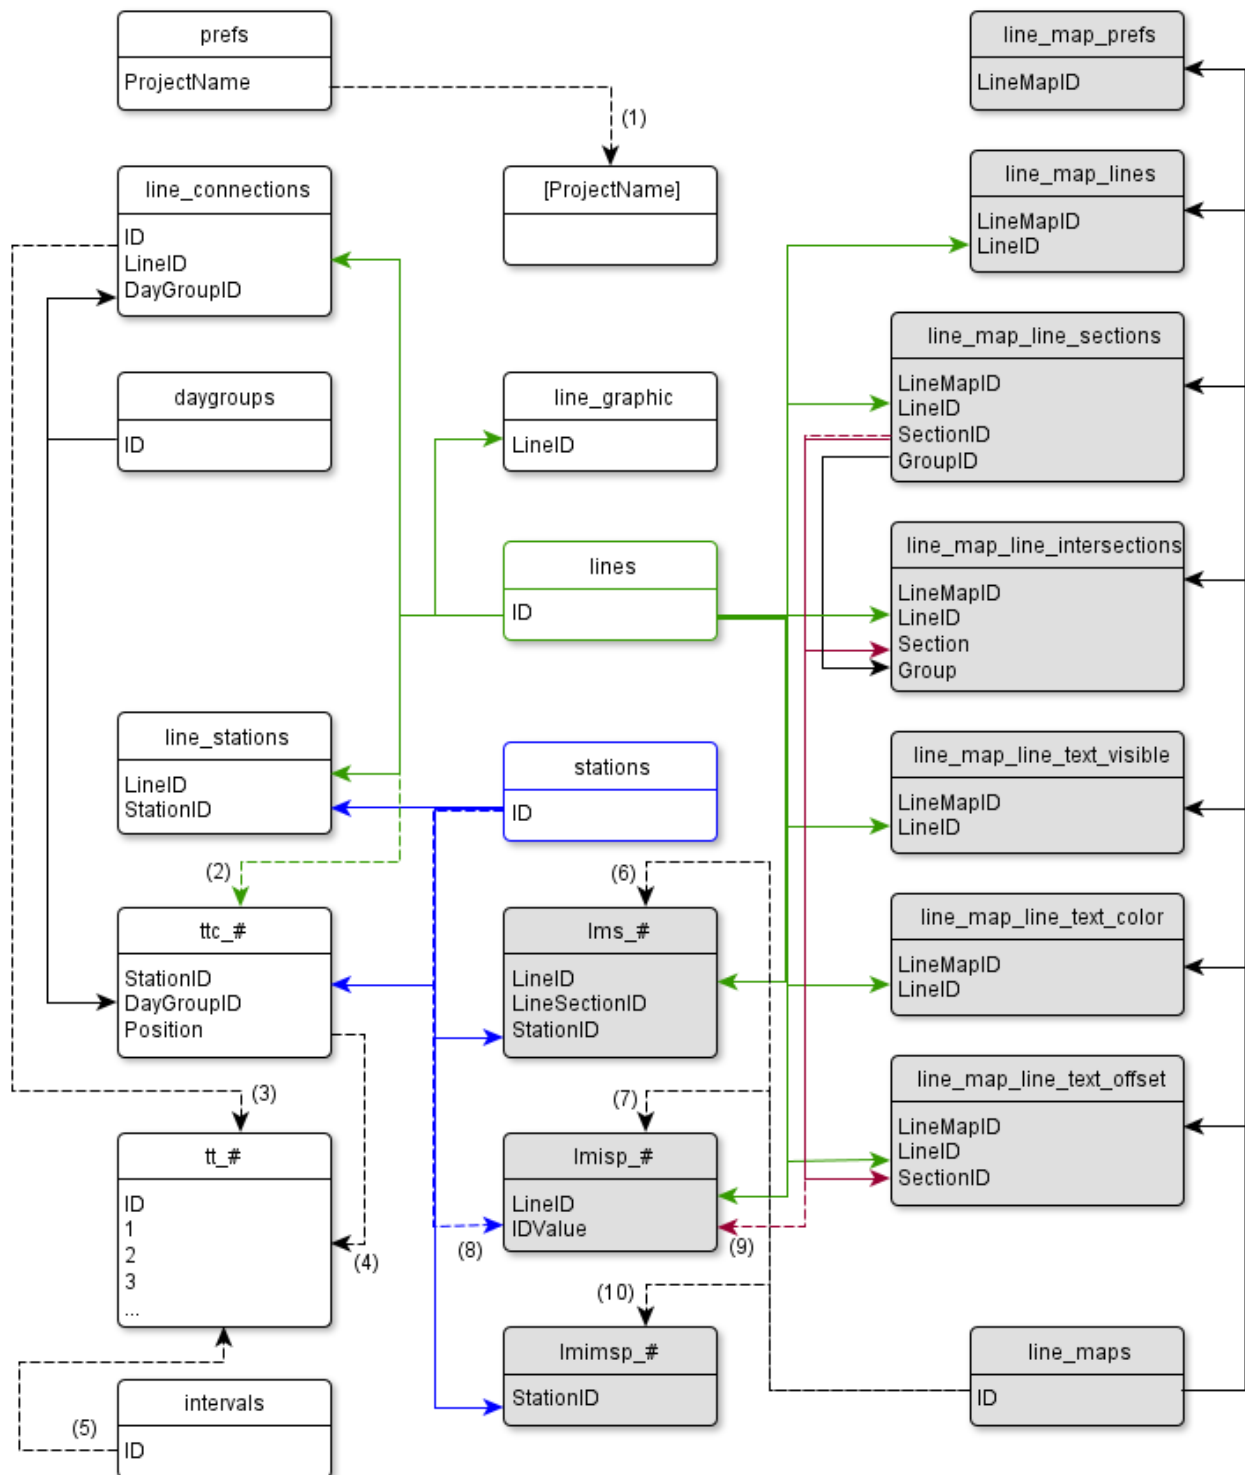 prefs
ProjectName
(1)
line_connections
ID
LineID
DayGroupID
[ProjectName]
daygroups
ID
line_graphic
LineID
lines
ID
line_stations
LineID
StationID
stations
ID
(2)
ttc_#
StationID
DayGroupID
Position
(6)
lms_#
LineID
LineSectionID
StationID
(3)
(4)
tt_#
ID
1
2
3
...
(7)
lmisp_#
LineID
IDValue
(8)
(9)
(10)
lmimsp_#
StationID
(5)
intervals
ID
line_map_prefs
LineMapID
line_map_lines
LineMapID
LineID
line_map_line_sections
LineMapID
LineID
SectionID
GroupID
line_map_line_intersections
LineMapID
LineID
Section
Group
line_map_line_text_visible
LineMapID
LineID
line_map_line_text_color
LineMapID
LineID
line_map_line_text_offset
LineMapID
LineID
SectionID
line_maps
ID